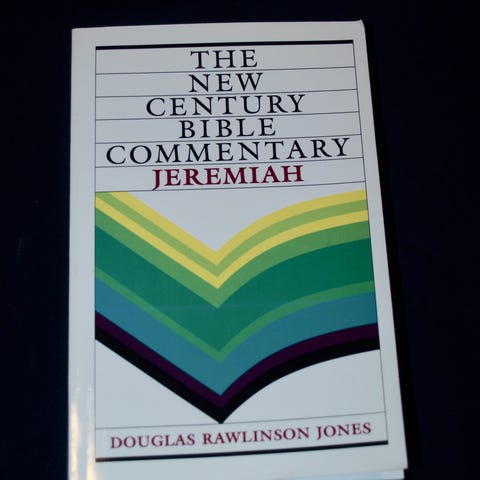 THE
NEW
CENTURY
BIBLE
COMMENTARY
JEREMIAH
DOUGLAS RAWLINSON JONES